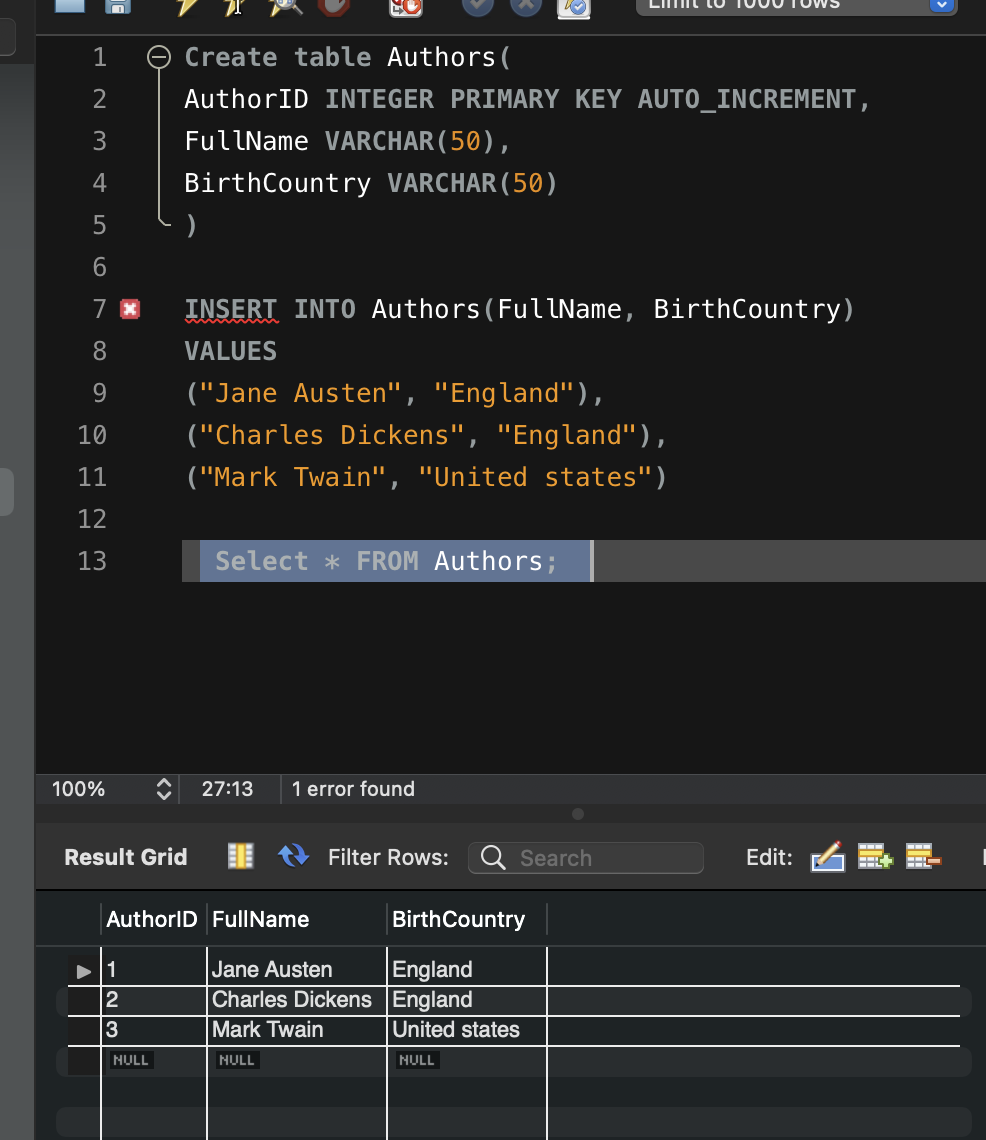 Limit to 1000 rows
1 Create table Authors(
2 AuthorID INTEGER PRIMARY KEY AUTO_INCREMENT,
3 FullName VARCHAR(50),
4 BirthCountry VARCHAR(50)
5 )
6
7 INSERT INTO Authors(FullName, BirthCountry)
8 VALUES
9 ("Jane Austen", "England"),
10 ("Charles Dickens", "England"),
11 ("Mark Twain", "United states")
12
13 Select * FROM Authors;
100% 27:13 1 error found
Result Grid Filter Rows: Search Edit:
AuthorID FullName BirthCountry
1 Jane Austen England
2 Charles Dickens England
3 Mark Twain United states
NULL NULL NULL